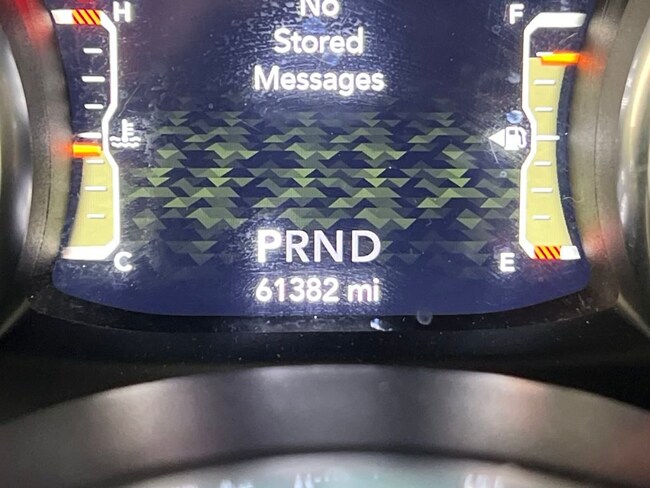 No
Stored
Messages
H
F
C
E
PRND
61382 mi